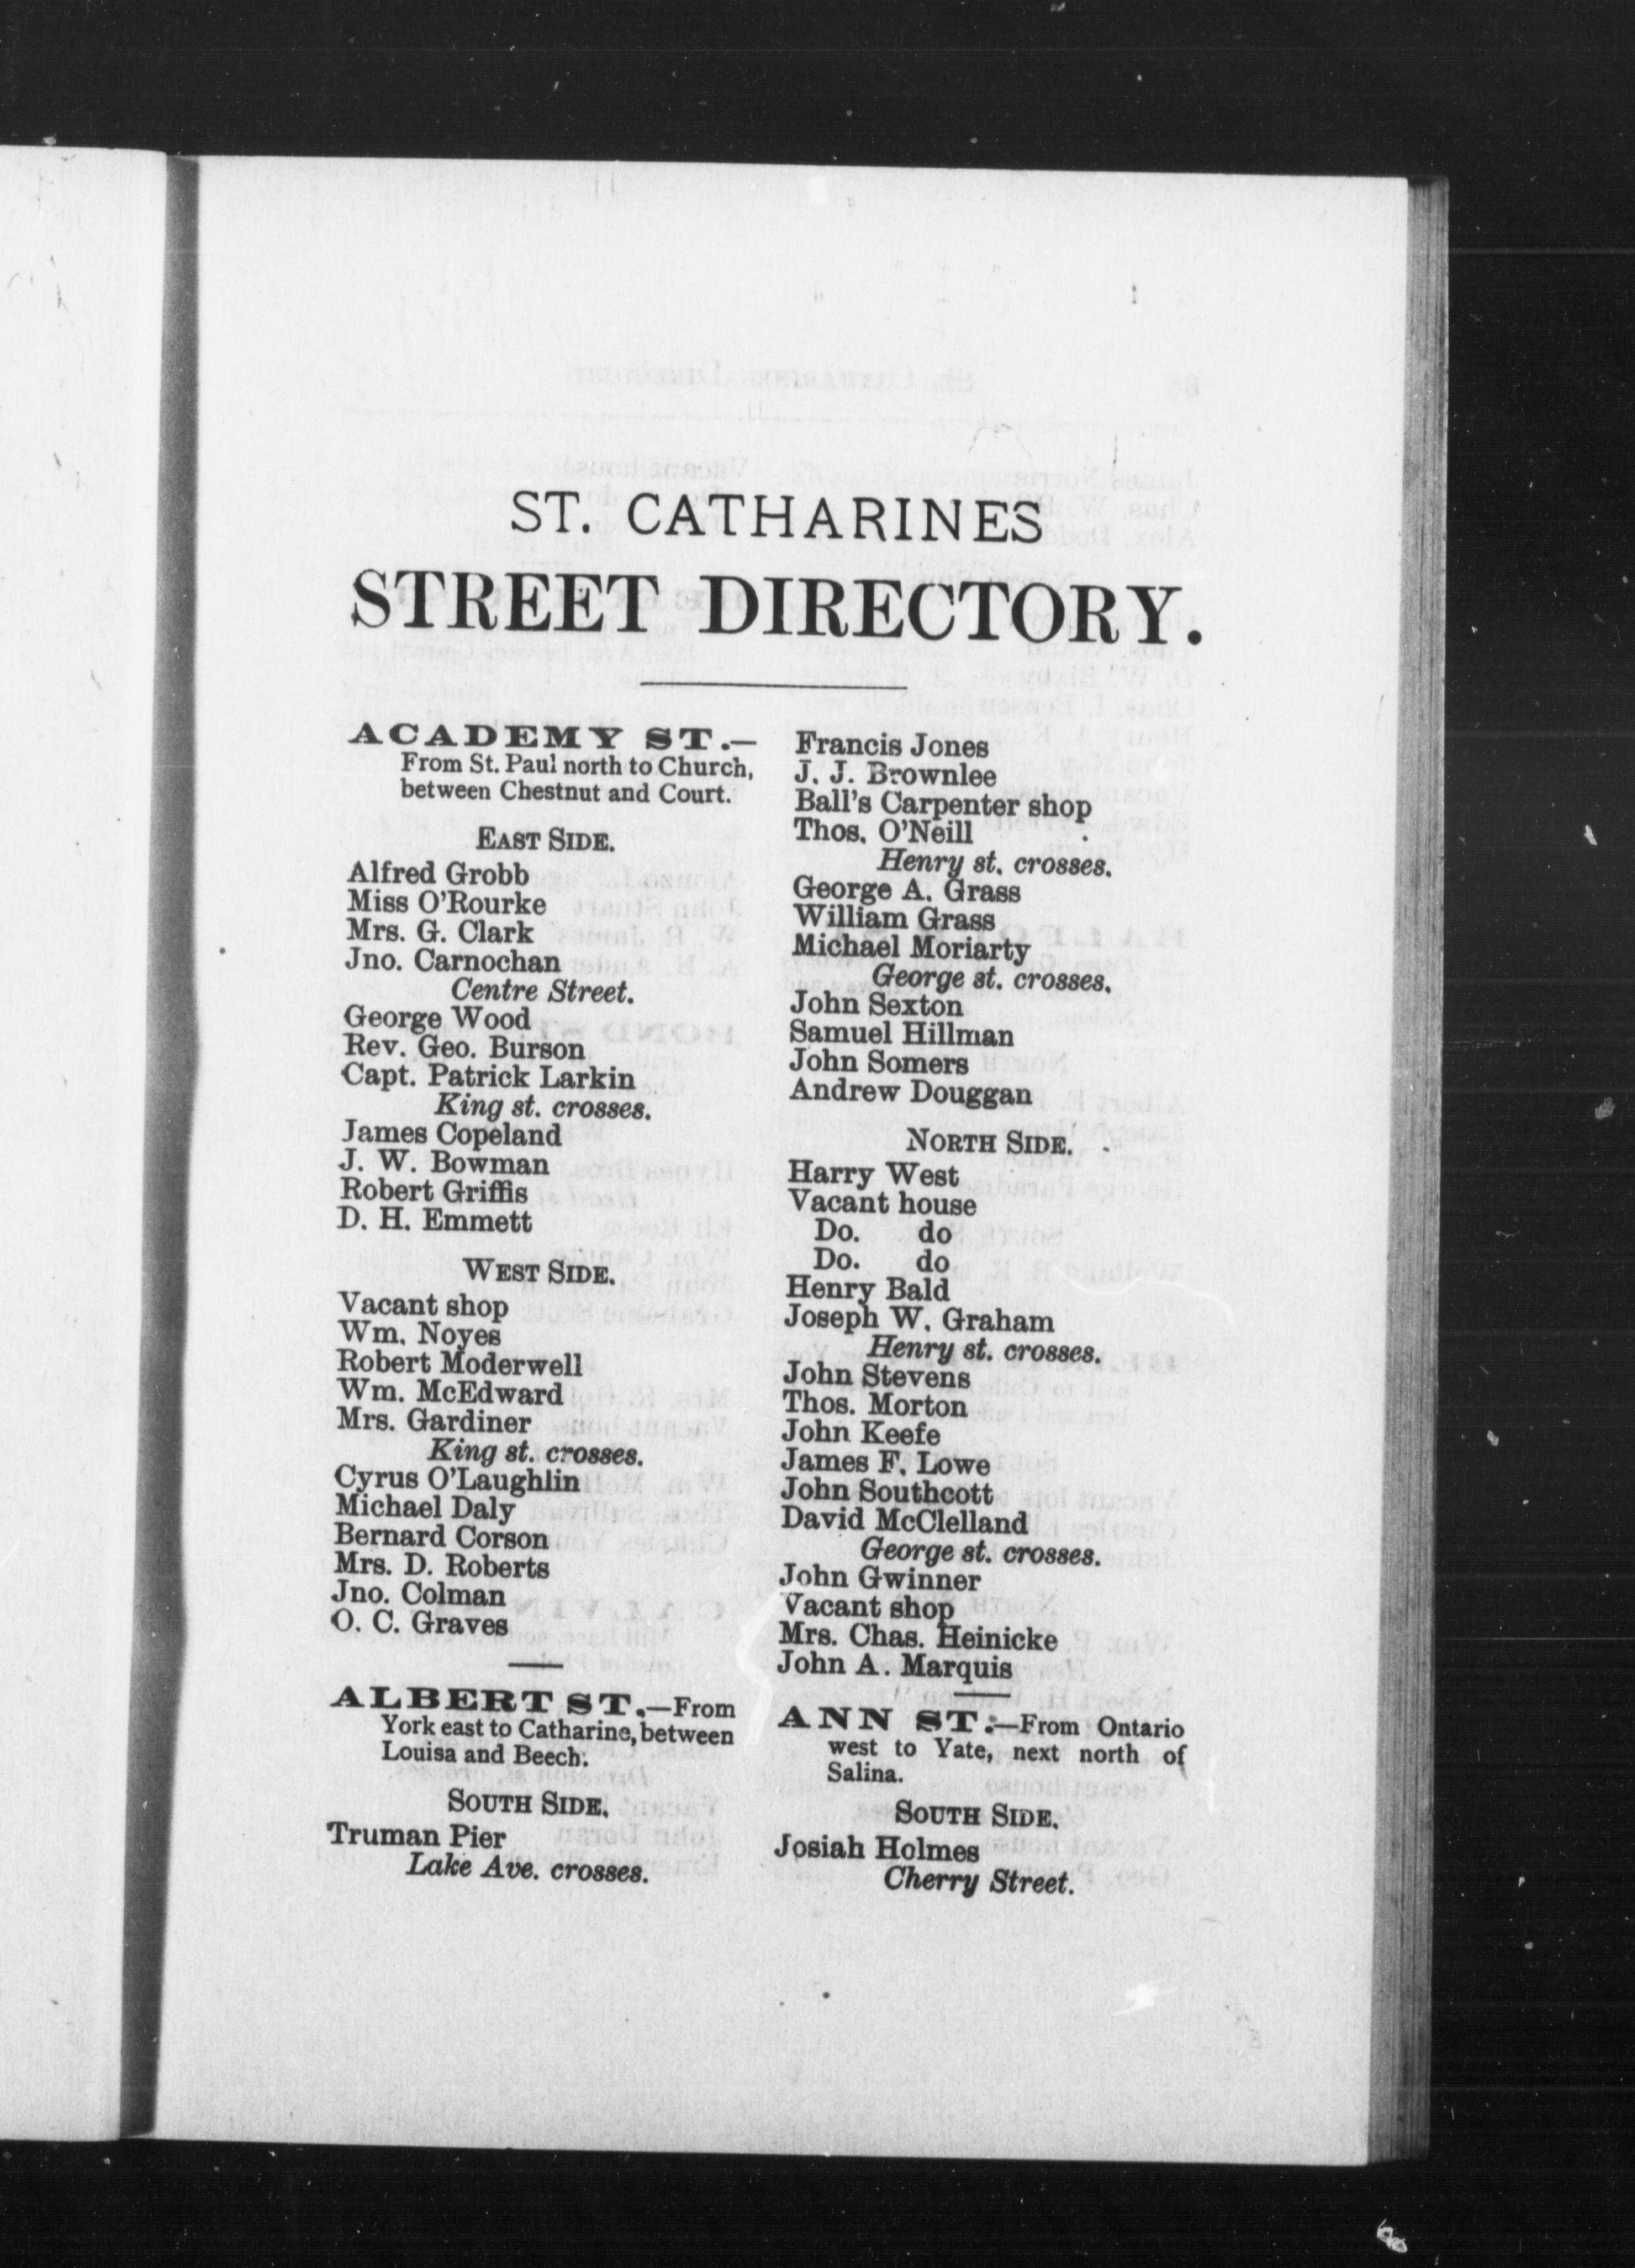 ST. CATHARINES
STREET DIRECTORY.
ACADEMY ST.—
From St. Paul north to Church,
between Chestnut and Court.
EAST SIDE.
Alfred Grobb
Miss O'Rourke
Mrs. G. Clark
Jno. Carnochan
Centre Street.
George Wood
Rev. Geo. Burson
Capt. Patrick Larkin
King st. crosses.
James Copeland
J. W. Bowman
Robert Griffis
D. H. Emmett
WEST SIDE.
Vacant shop
Wm. Noyes
Robert Moderwell
Wm. McEdward
Mrs. Gardiner
King st. crosses.
Cyrus O'Laughlin
Michael Daly
Bernard Corson
Mrs. D. Roberts
Jno. Colman
O. C. Graves
ALBERT ST.—From
York east to Catharine, between
Louisa and Beech.
SOUTH SIDE.
Truman Pier
Lake Ave. crosses.
Francis Jones
J. J. Brownlee
Ball's Carpenter shop
Thos. O'Neill
Henry st. crosses.
George A. Grass
William Grass
Michael Moriarty
George st. crosses.
John Sexton
Samuel Hillman
John Somers
Andrew Douggan
NORTH SIDE.
Harry West
Vacant house
Do. do
Do. do
Henry Bald
Joseph W. Graham
Henry st. crosses.
John Stevens
Thos. Morton
John Keefe
James F. Lowe
John Southcott
David McClelland
George st. crosses.
John Gwinner
Vacant shop
Mrs. Chas. Heinicke
John A. Marquis
ANN ST.—From Ontario
west to Yate, next north of
Salina.
SOUTH SIDE.
Josiah Holmes
Cherry Street.